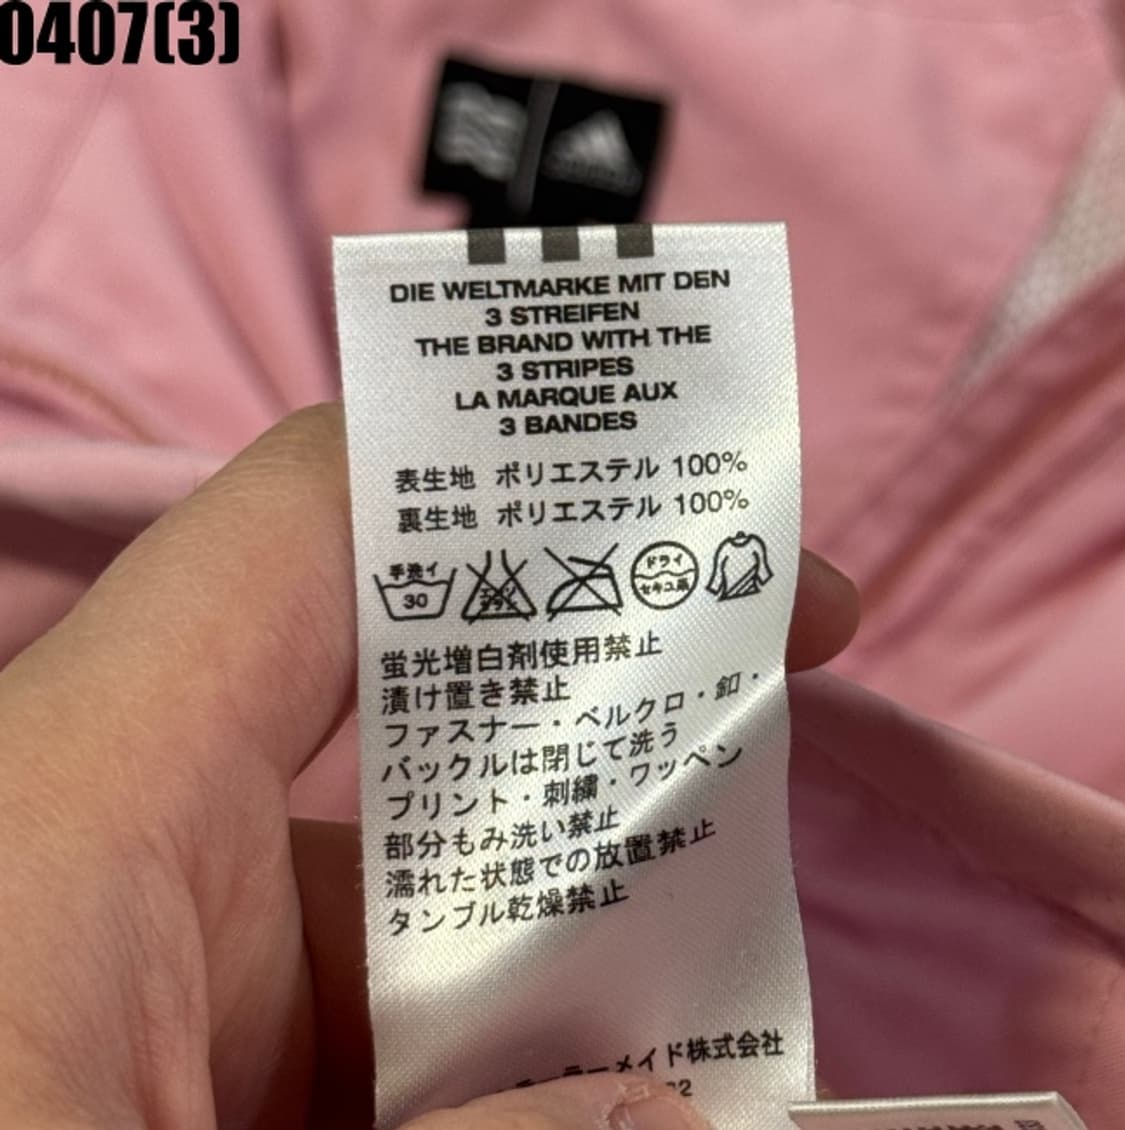 0407(3)
DIE WELTMARKE MIT DEN
3 STREIFEN
THE BRAND WITH THE
3 STRIPES
LA MARQUE AUX
3 BANDES
表生地 ポリエステル 100%
裏生地 ポリエステル 100%
手洗イ
30
ドライ
セキユ系
蛍光増白剤使用禁止
漬け置き禁止
ファスナー・ベルクロ・釦・
バックルは閉じて洗う
プリント・刺繍・ワッペン
部分もみ洗い禁止
濡れた状態での放置禁止
タンブル乾燥禁止
ーラーメイド株式会社